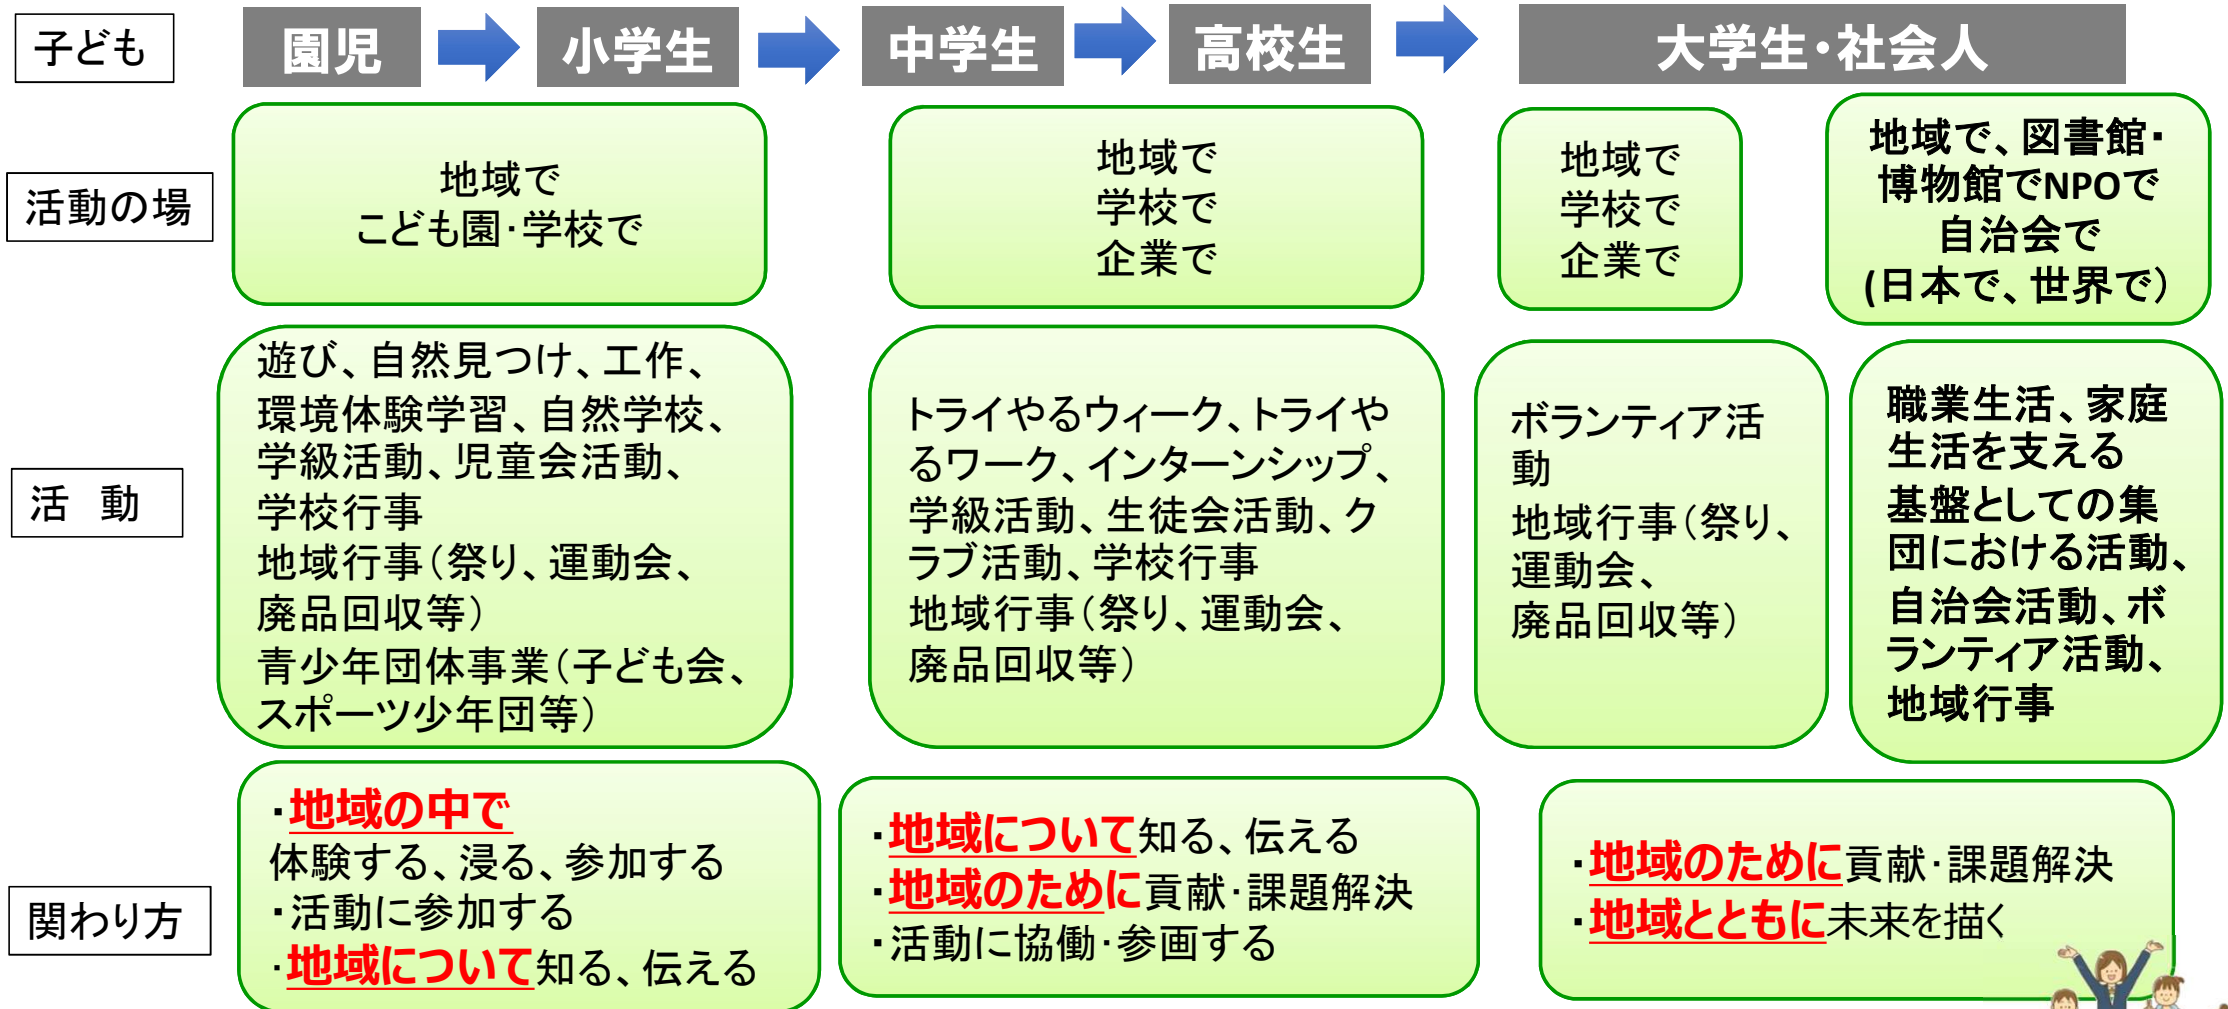 子ども
園児
小学生
中学生
高校生
大学生・社会人
活動の場
地域で
こども園・学校で
地域で
学校で
企業で
地域で
学校で
企業で
地域で、図書館・
博物館でNPOで
自治会で
(日本で、世界で)
活　動
遊び、自然見つけ、工作、
環境体験学習、自然学校、
学級活動、児童会活動、
学校行事
地域行事（祭り、運動会、
廃品回収等）
青少年団体事業（子ども会、
スポーツ少年団等）
トライやるウィーク、トライや
るワーク、インターンシップ、
学級活動、生徒会活動、ク
ラブ活動、学校行事
地域行事（祭り、運動会、
廃品回収等）
ボランティア活
動
地域行事（祭り、
運動会、
廃品回収等）
職業生活、家庭
生活を支える
基盤としての集
団における活動、
自治会活動、ボ
ランティア活動、
地域行事
関わり方
・地域の中で
体験する、浸る、参加する
・活動に参加する
・地域について知る、伝える
・地域について知る、伝える
・地域のために貢献・課題解決
・活動に協働・参画する
・地域のために貢献・課題解決
・地域とともに未来を描く